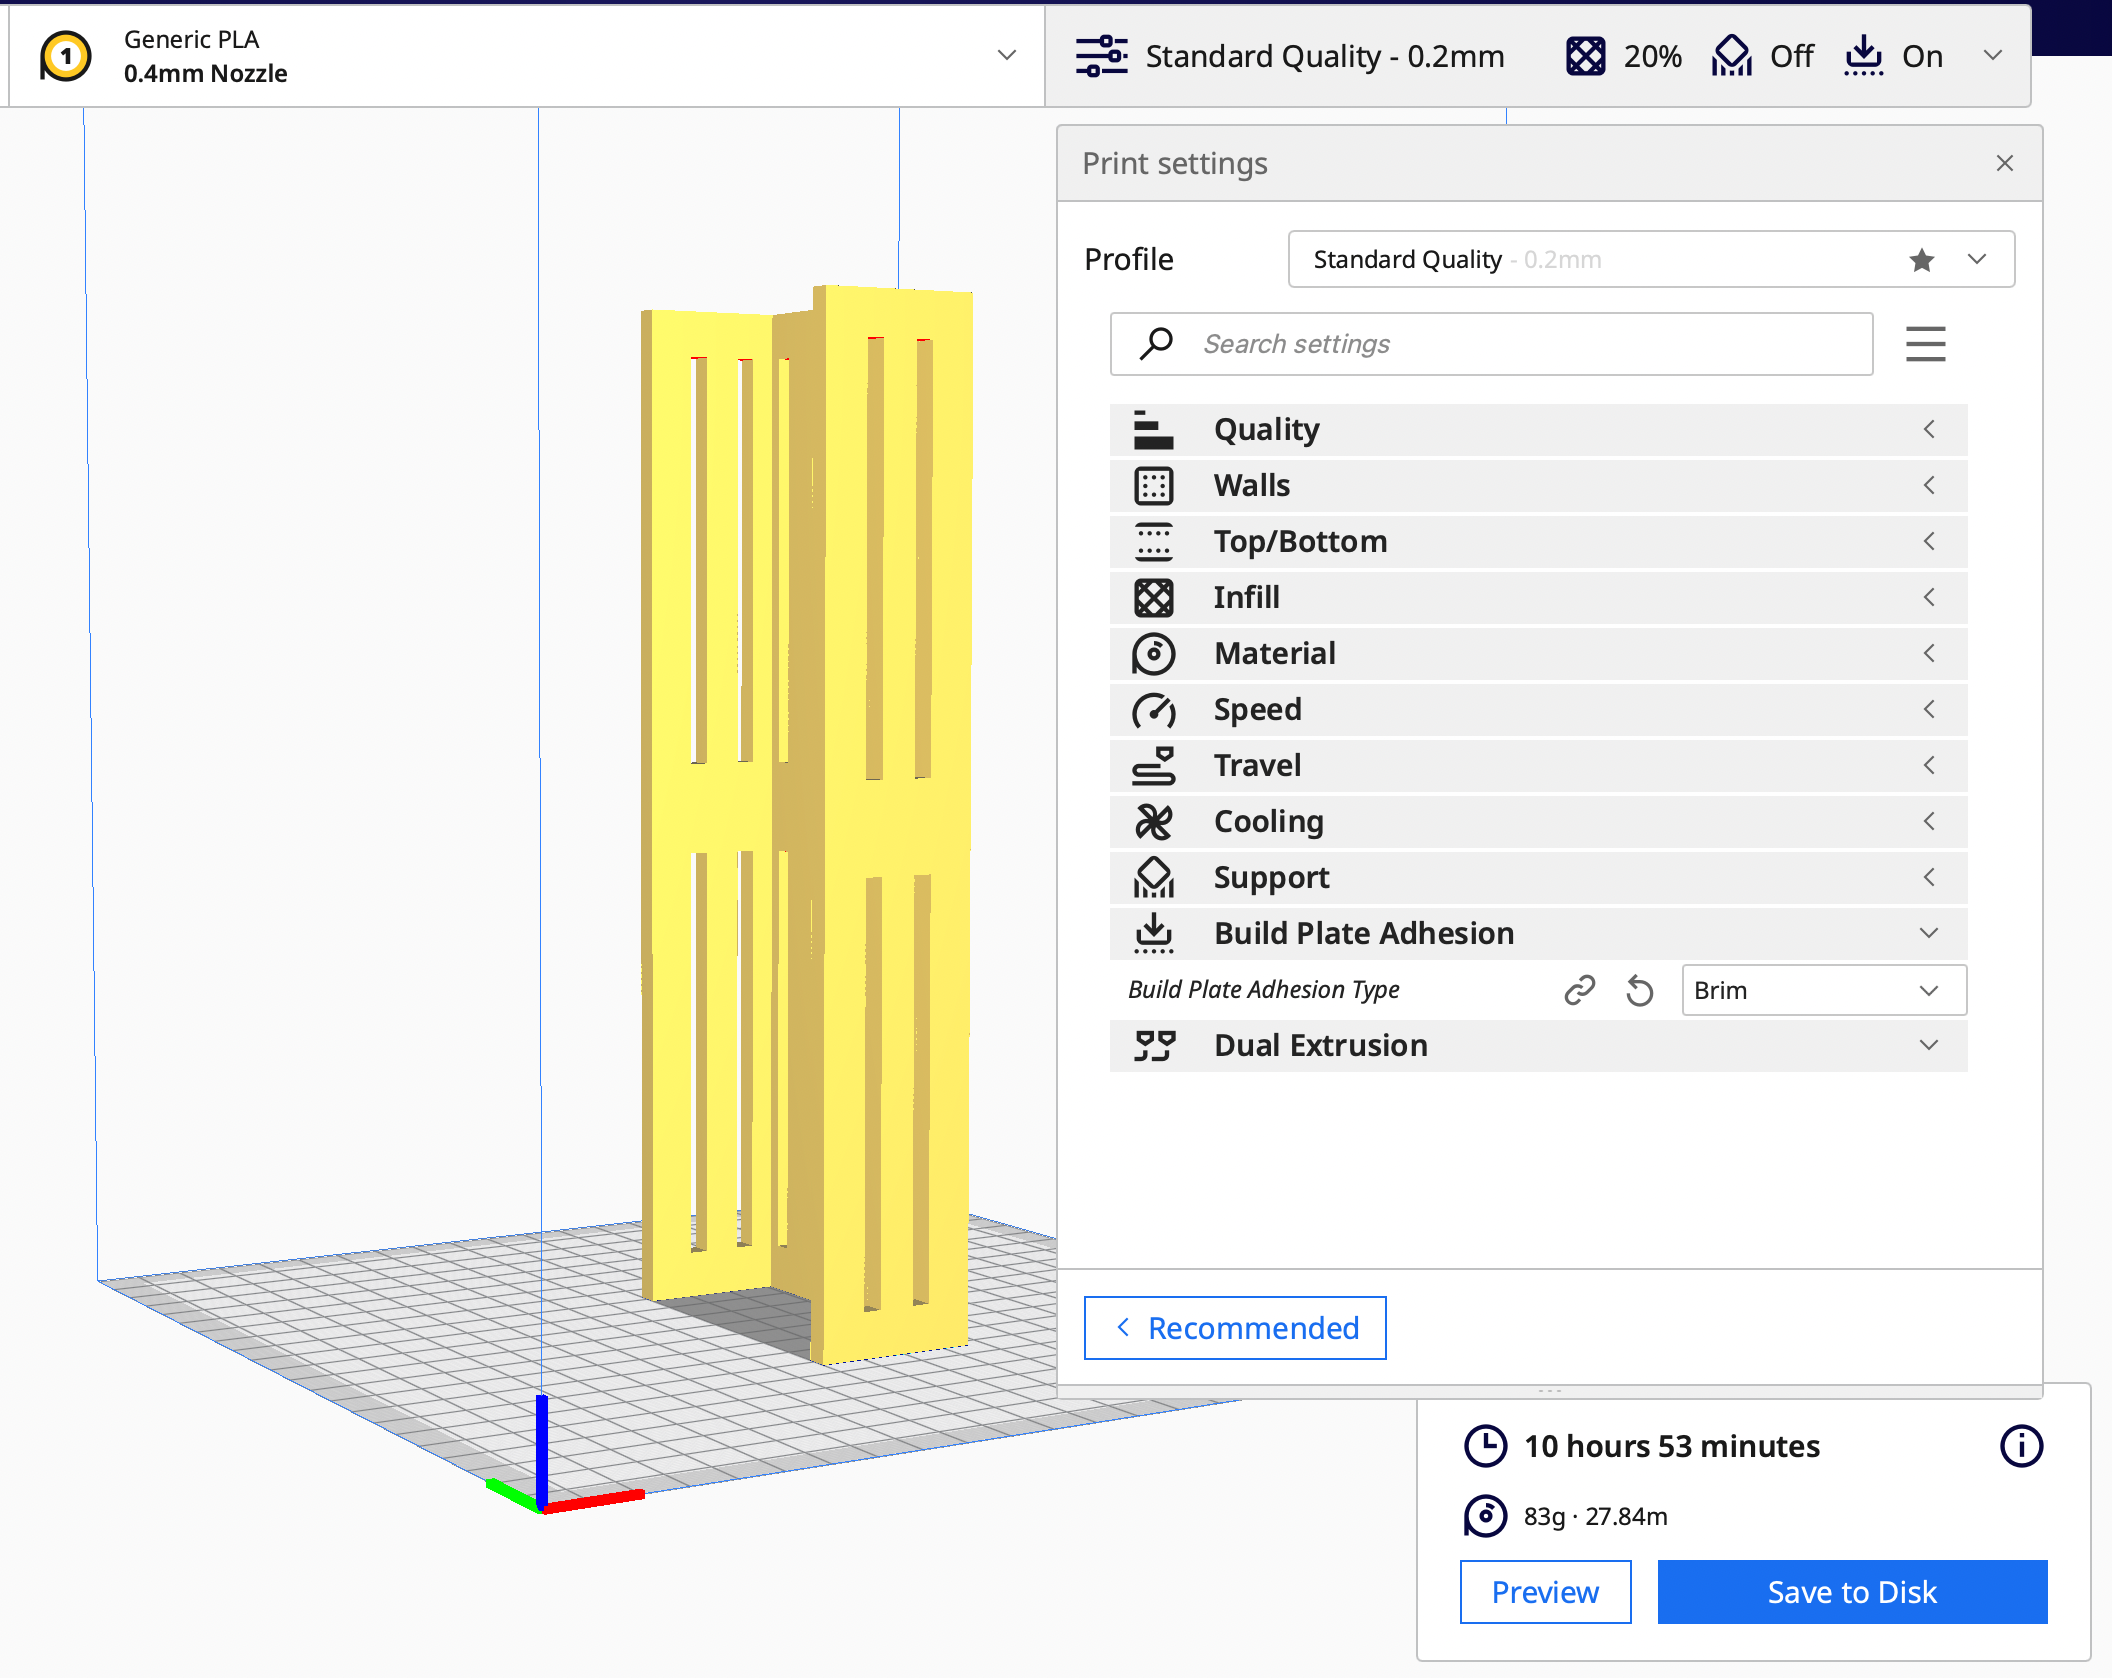 1
Generic PLA
0.4mm Nozzle
Standard Quality - 0.2mm
20%
Off
On
Print settings
Profile
Standard Quality - 0.2mm
Search settings
Quality
Walls
Top/Bottom
Infill
Material
Speed
Travel
Cooling
Support
Build Plate Adhesion
Build Plate Adhesion Type
Brim
Dual Extrusion
Recommended
10 hours 53 minutes
83g · 27.84m
Preview
Save to Disk